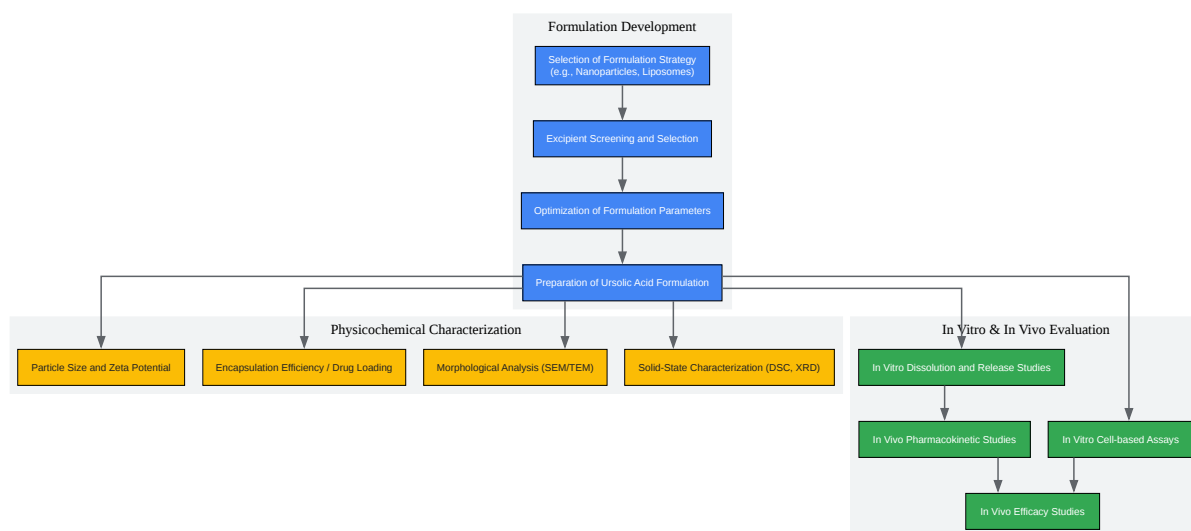 Formulation Development
Selection of Formulation Strategy
(e.g., Nanoparticles, Liposomes)
Excipient Screening and Selection
Optimization of Formulation Parameters
Preparation of Ursolic Acid Formulation
Physicochemical Characterization
In Vitro & In Vivo Evaluation
Particle Size and Zeta Potential
Encapsulation Efficiency / Drug Loading
Morphological Analysis (SEM/TEM)
Solid-State Characterization (DSC, XRD)
In Vitro Dissolution and Release Studies
In Vivo Pharmacokinetic Studies
In Vitro Cell-based Assays
In Vivo Efficacy Studies